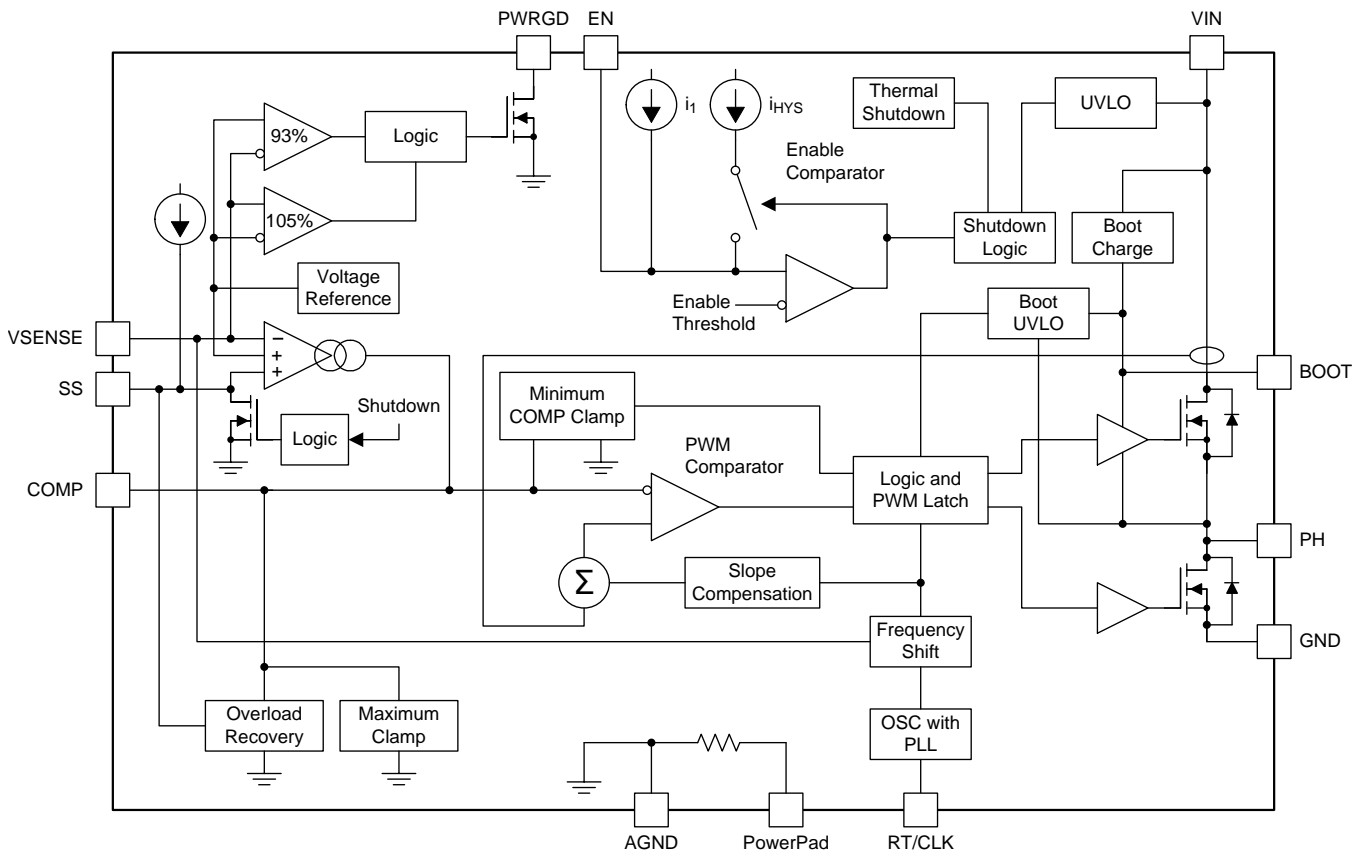 PWRGD
EN
VIN
93%
Logic
i1
iHYS
Thermal
Shutdown
UVLO
Enable
Comparator
105%
Shutdown
Logic
Boot
Charge
Voltage
Reference
Enable
Threshold
Boot
UVLO
VSENSE
−
+
+
SS
BOOT
Shutdown
Logic
Minimum
COMP Clamp
PWM
Comparator
Logic and
PWM Latch
COMP
PH
Σ
Slope
Compensation
Frequency
Shift
GND
Overload
Recovery
Maximum
Clamp
OSC with
PLL
AGND
PowerPad
RT/CLK